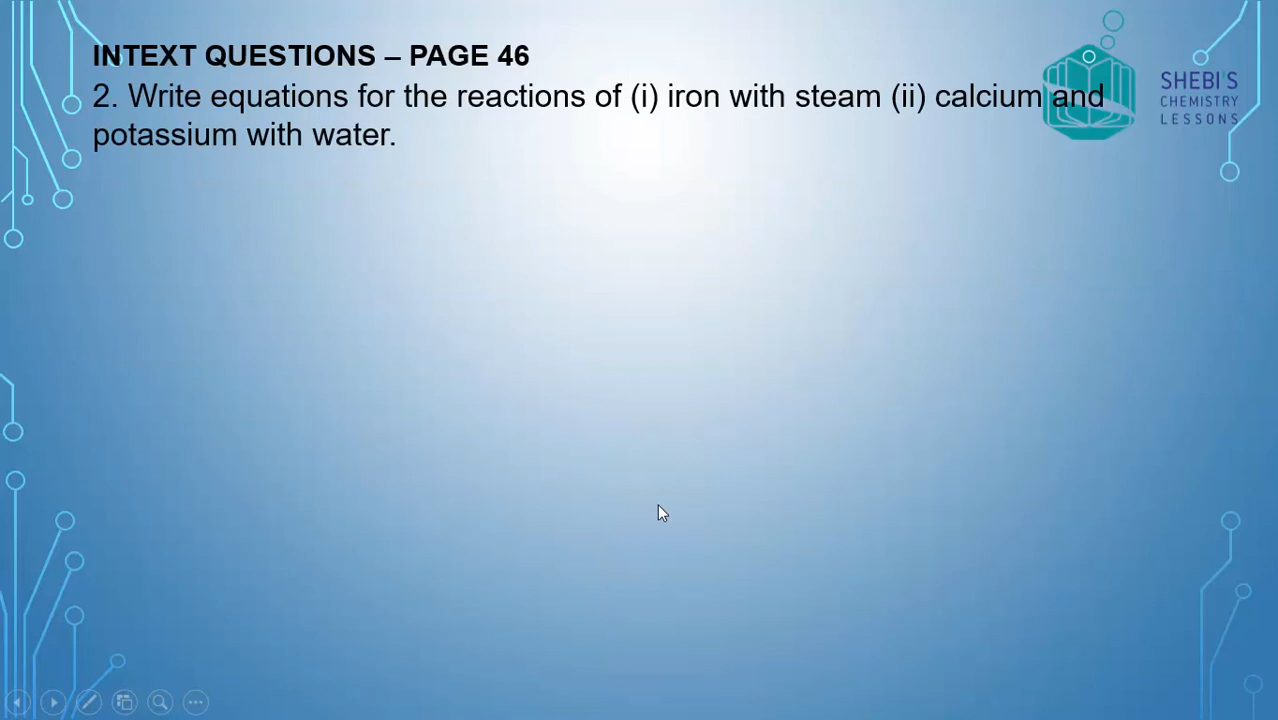 INTEXT QUESTIONS – PAGE 46
2. Write equations for the reactions of (i) iron with steam (ii) calcium and
potassium with water.
SHEBI'S
CHEMISTRY
LESSONS